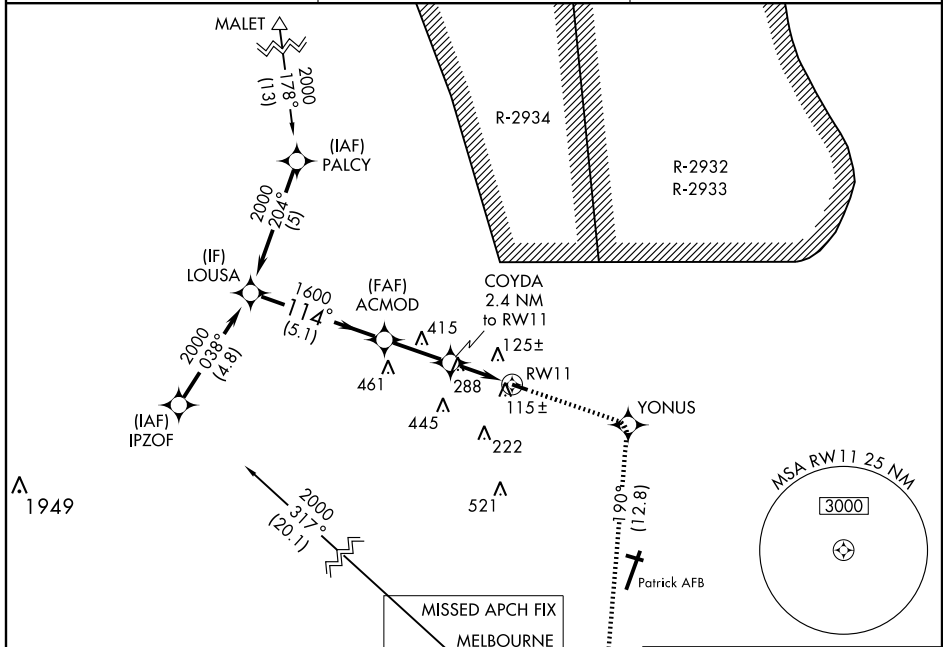 MALET
2000
178°
(13)
(IAF)
PALCY
2000
204°
(5)
(IF)
LOUSA
1600
114°
(5.1)
(FAF)
ACMOD
COYDA
2.4 NM
to RW11
R-2934
R-2932
R-2933
415
125±
461
288
RW11
115±
445
222
521
2000
038°
(4.8)
(IAF)
IPZOF
YONUS
1949
2000
317°
(20.1)
190°
(12.8)
Patrick AFB
MSA RW11 25 NM
3000
MISSED APCH FIX
MELBOURNE